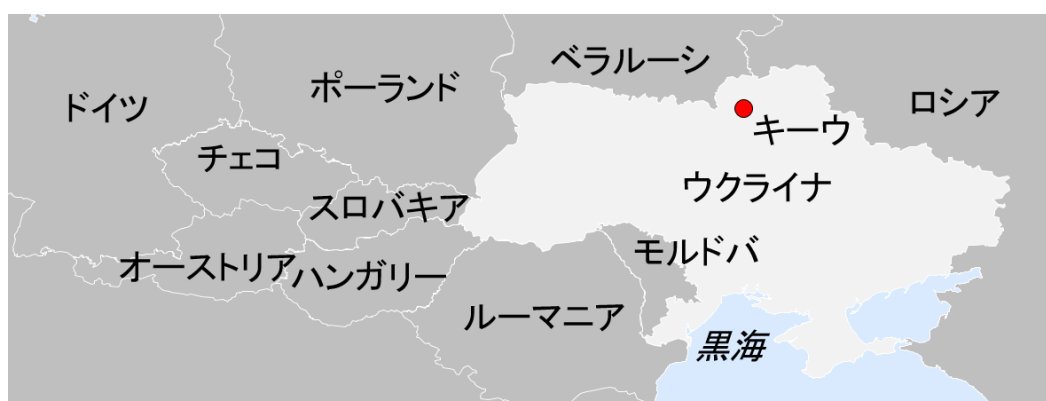 ベラルーシ
ポーランド
ドイツ
ロシア
キーウ
チェコ
ウクライナ
スロバキア
モルドバ
オーストリア
ハンガリー
ルーマニア
黒海